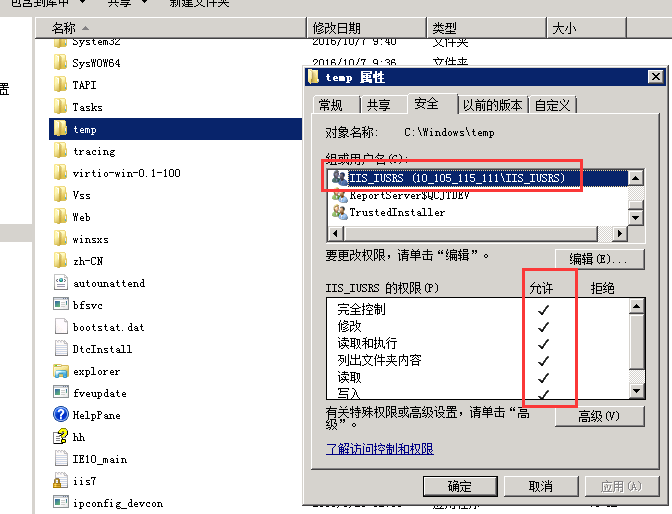 包含到库中 共享 新建文件夹
名称 修改日期 类型 大小
System32 2016/10/7 9:40 文件夹
SysWOW64 2016/10/7 9:36 文件夹
置
TAPI
Tasks
temp
tracing
virtio-win-0.1-100
Vss
Web
winsxs
zh-CN
autounattend
bfsvc
bootstat.dat
DtcInstall
explorer
fveupdate
HelpPane
hh
IE10_main
iis7
ipconfig_devcon
temp 属性
常规 共享 安全 以前的版本 自定义
对象名称: C:\Windows\temp
组或用户名(G):
IIS_IUSRS (10_105_115_111\IIS_IUSRS)
ReportServer$QCJTDEV
TrustedInstaller
要更改权限，请单击“编辑”。 编辑(E)...
IIS_IUSRS 的权限(P) 允许 拒绝
完全控制
修改
读取和执行
列出文件夹内容
读取
写入
有关特殊权限或高级设置，请单击“高
级”。 高级(V)
了解访问控制和权限
确定 取消 应用(A)